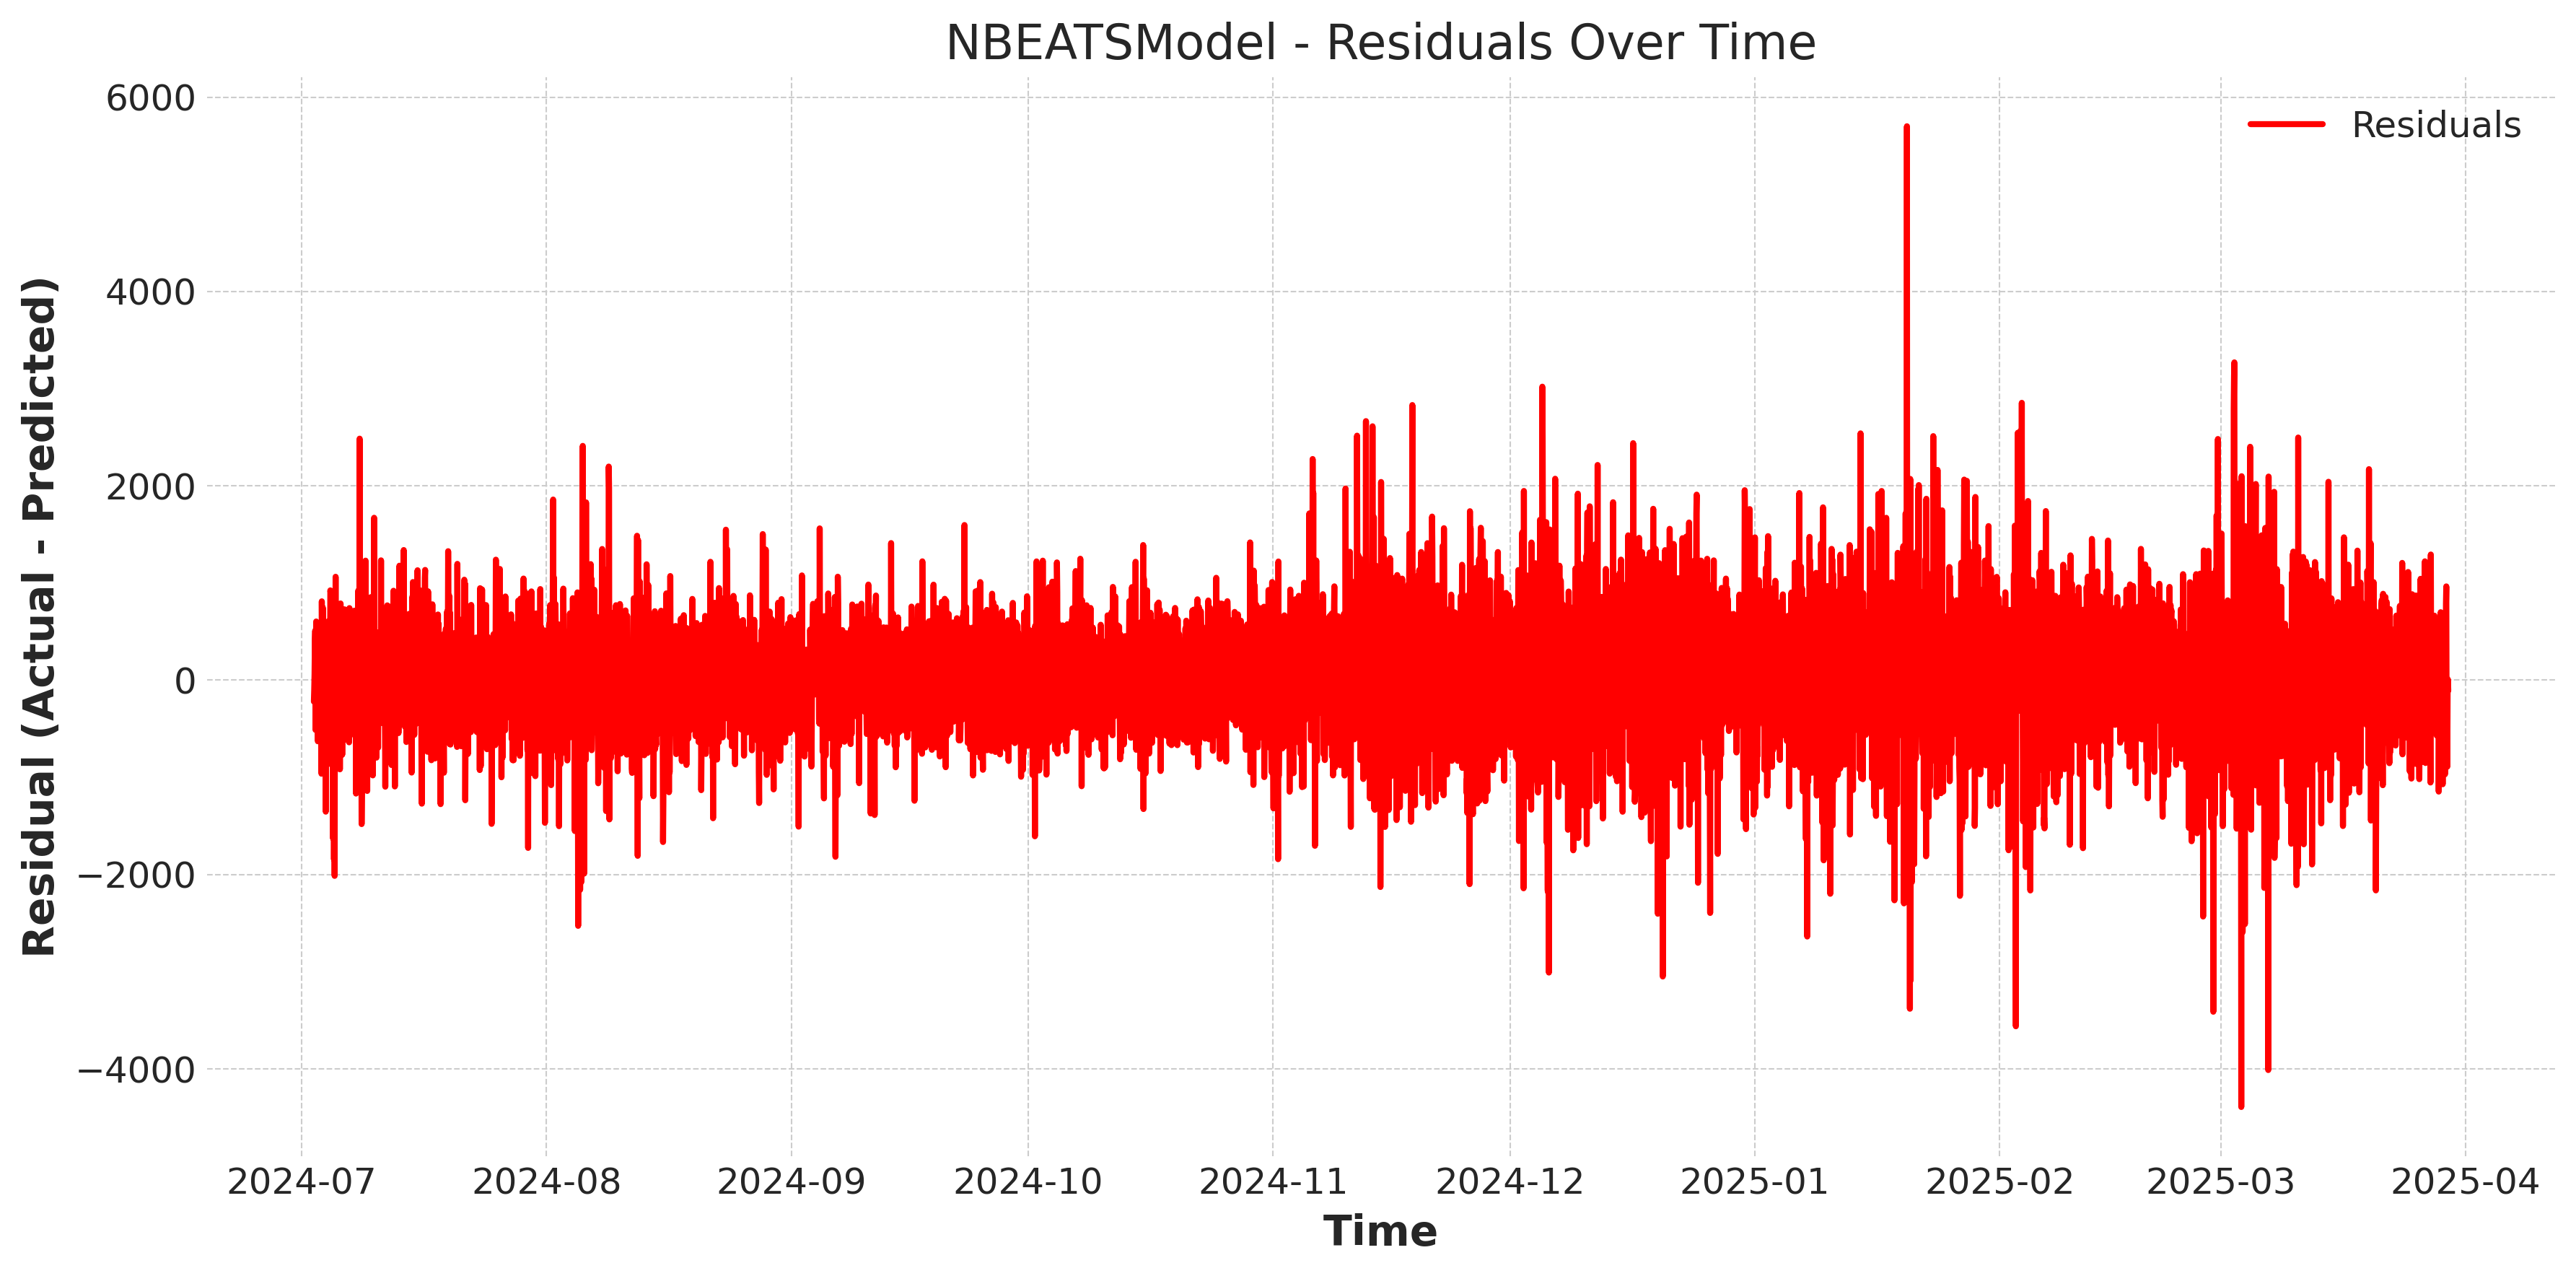 NBEATSModel - Residuals Over Time
Residuals
Residual (Actual - Predicted)
6000
4000
2000
0
−2000
−4000
2024-07 2024-08 2024-09 2024-10 2024-11 2024-12 2025-01 2025-02 2025-03 2025-04
Time